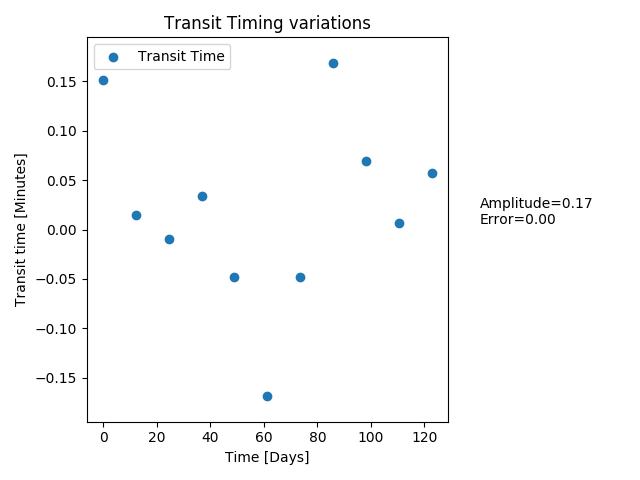 Transit Timing variations
Transit Time
0.15
0.10
0.05
0.00
−0.05
−0.10
−0.15
Transit time [Minutes]
0 20 40 60 80 100 120
Time [Days]
Amplitude=0.17
Error=0.00